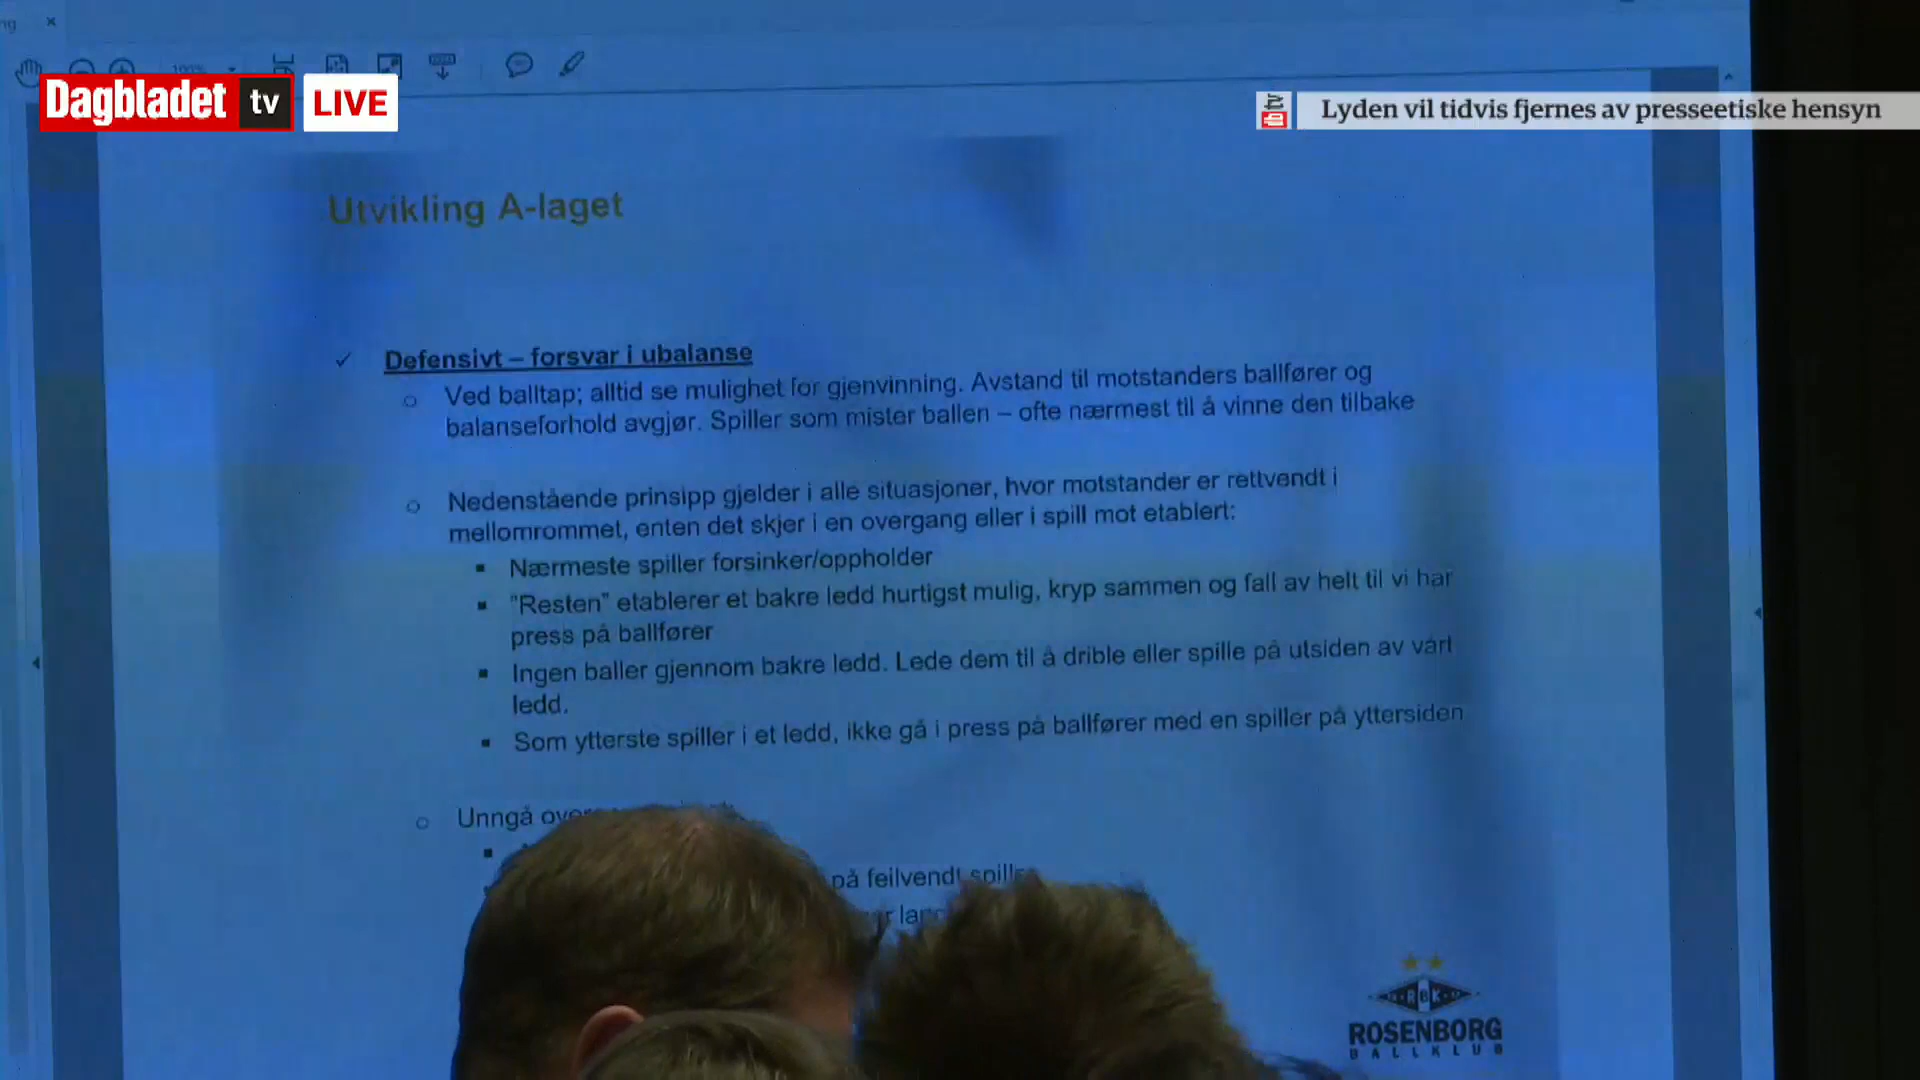 ng
Dagbladet tv LIVE
Lyden vil tidvis fjernes av presseetiske hensyn
Utvikling A-laget
Defensivt – forsvar i ubalanse
Ved balltap; alltid se mulighet for gjenvinning. Avstand til motstanders ballfører og
balanseforhold avgjør. Spiller som mister ballen – ofte nærmest til å vinne den tilbake
Nedenstående prinsipp gjelder i alle situasjoner, hvor motstander er rettvendt i
mellomrommet, enten det skjer i en overgang eller i spill mot etablert:
Nærmeste spiller forsinker/oppholder
"Resten" etablerer et bakre ledd hurtigst mulig, kryp sammen og fall av helt til vi har
press på ballfører
Ingen baller gjennom bakre ledd. Lede dem til å drible eller spille på utsiden av vårt
ledd.
Som ytterste spiller i et ledd, ikke gå i press på ballfører med en spiller på yttersiden
Unngå
på feilvendt
RBK
ROSENBORG
BALLKLUB